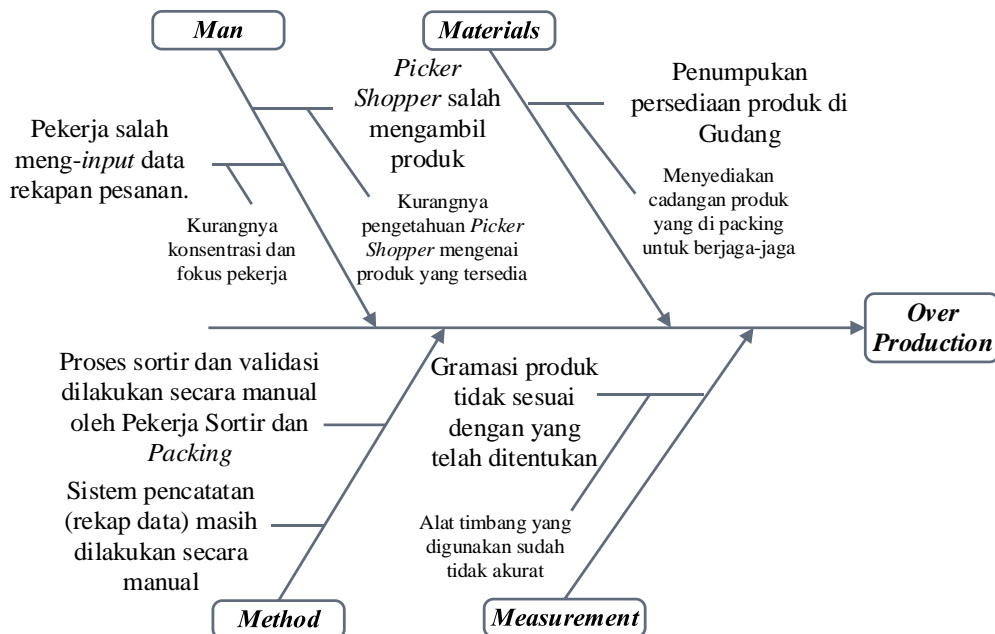 Man
Materials
Picker
Shopper salah
mengambil
produk
Penumpukan
persediaan produk di
Gudang
Pekerja salah
meng-input data
rekapan pesanan.
Kurangnya
konsentrasi dan
fokus pekerja
Kurangnya
pengetahuan Picker
Shopper mengenai
produk yang tersedia
Menyediakan
cadangan produk
yang di packing
untuk berjaga-jaga
Over
Production
Proses sortir dan validasi
dilakukan secara manual
oleh Pekerja Sortir dan
Packing
Gramasi produk
tidak sesuai
dengan yang
telah ditentukan
Sistem pencatatan
(rekap data) masih
dilakukan secara
manual
Alat timbang yang
digunakan sudah
tidak akurat
Method
Measurement